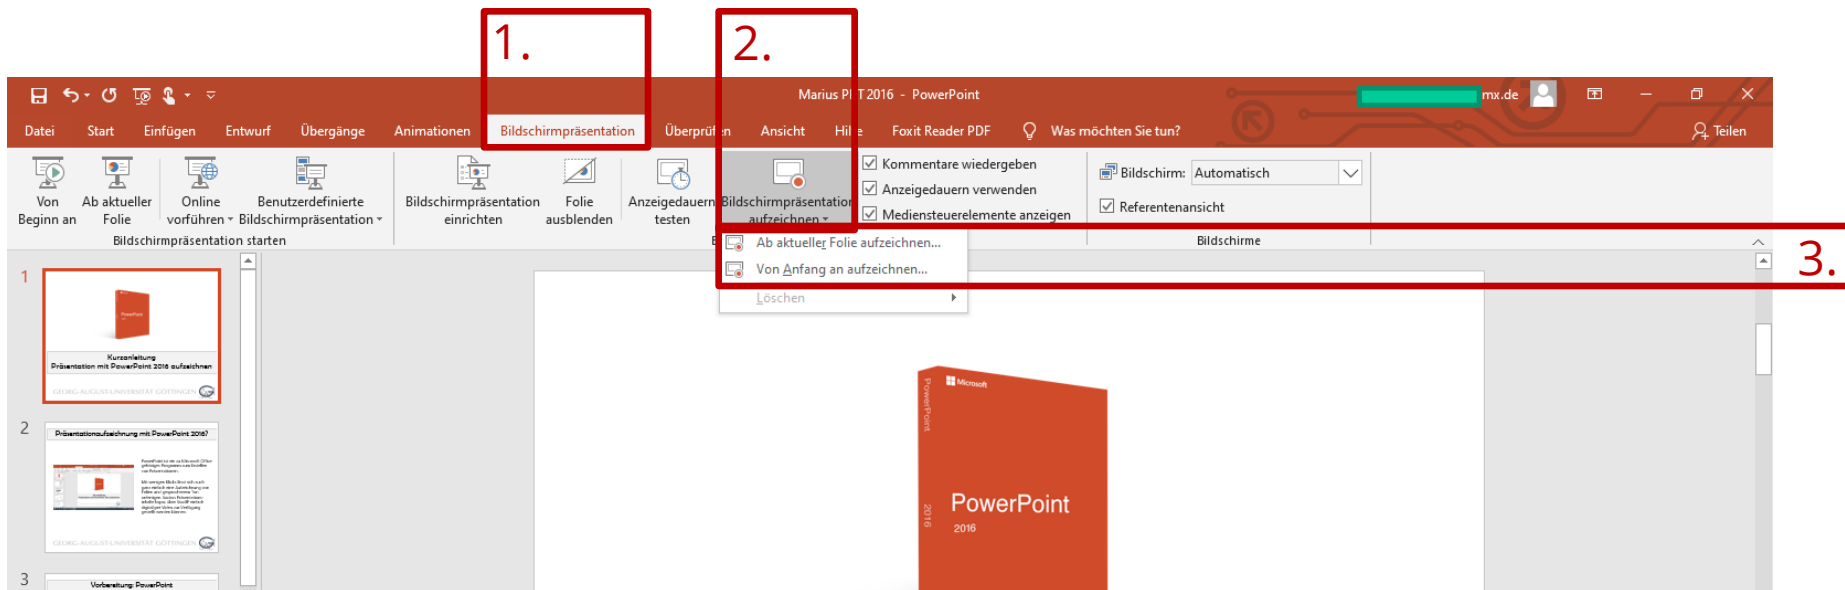 1.
2.
Marius PPT 2016 - PowerPoint
mx.de
Datei Start Einfügen Entwurf Übergänge Animationen Bildschirmpräsentation Überprüfen Ansicht Hilfe Foxit Reader PDF Was möchten Sie tun? Teilen
Von Beginn an
Ab aktueller Folie
Online vorführen
Benutzerdefinierte Bildschirmpräsentation
Bildschirmpräsentation starten
Bildschirmpräsentation einrichten
Folie ausblenden
Anzeigedauern testen
Bildschirmpräsentation aufzeichnen
Kommentare wiedergeben
Anzeigedauern verwenden
Mediensteuerelemente anzeigen
Bildschirm: Automatisch
Referentenansicht
Bildschirme
Ab aktueller Folie aufzeichnen...
Von Anfang an aufzeichnen...
Löschen
3.
1
PowerPoint
Kurzanleitung
Präsentation mit PowerPoint 2016 aufzeichnen
GEORG-AUGUST-UNIVERSITÄT GÖTTINGEN
2
Präsentationsaufzeichnung mit PowerPoint 2016?
GEORG-AUGUST-UNIVERSITÄT GÖTTINGEN
3
Vorbereitung: PowerPoint
Microsoft
PowerPoint
2016
PowerPoint
2016